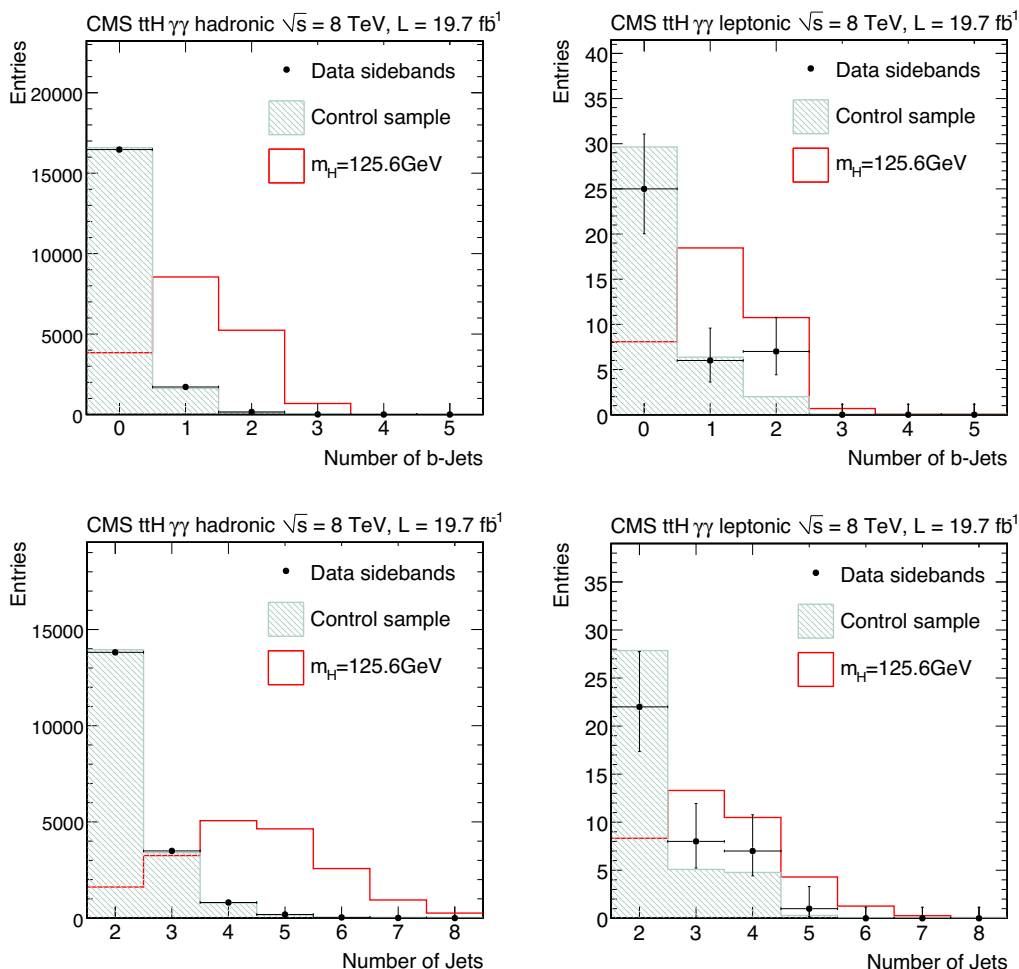 CMS ttH γγ hadronic √s = 8 TeV, L = 19.7 fb⁻¹
Entries
20000
15000
10000
5000
0
Data sidebands
Control sample
m_H=125.6GeV
0 1 2 3 4 5
Number of b-Jets
CMS ttH γγ leptonic √s = 8 TeV, L = 19.7 fb⁻¹
Entries
40
35
30
25
20
15
10
5
0
Data sidebands
Control sample
m_H=125.6GeV
0 1 2 3 4 5
Number of b-Jets
CMS ttH γγ hadronic √s = 8 TeV, L = 19.7 fb⁻¹
Entries
15000
10000
5000
0
Data sidebands
Control sample
m_H=125.6GeV
2 3 4 5 6 7 8
Number of Jets
CMS ttH γγ leptonic √s = 8 TeV, L = 19.7 fb⁻¹
Entries
35
30
25
20
15
10
5
0
Data sidebands
Control sample
m_H=125.6GeV
2 3 4 5 6 7 8
Number of Jets